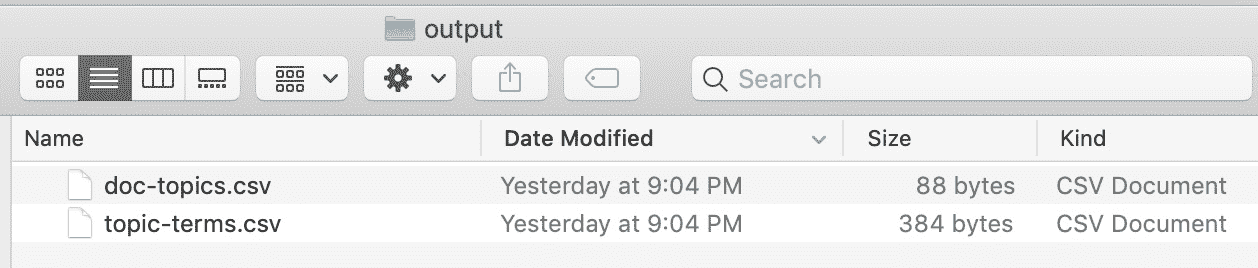 output
Search
Name Date Modified Size Kind
doc-topics.csv Yesterday at 9:04 PM 88 bytes CSV Document
topic-terms.csv Yesterday at 9:04 PM 384 bytes CSV Document